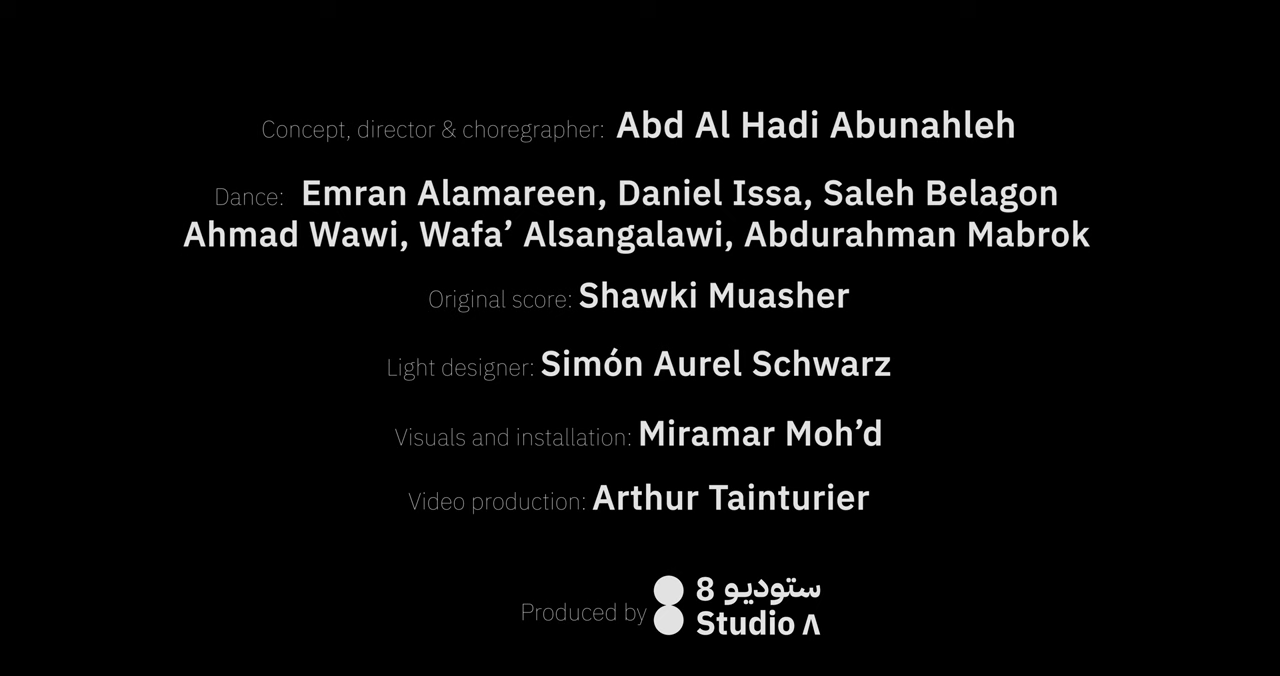 Concept, director & choregrapher: Abd Al Hadi Abunahleh
Dance: Emran Alamareen, Daniel Issa, Saleh Belagon
Ahmad Wawi, Wafa’ Alsangalawi, Abdurahman Mabrok
Original score: Shawki Muasher
Light designer: Simón Aurel Schwarz
Visuals and installation: Miramar Moh’d
Video production: Arthur Tainturier
Produced by
ستوديو 8
Studio ٨